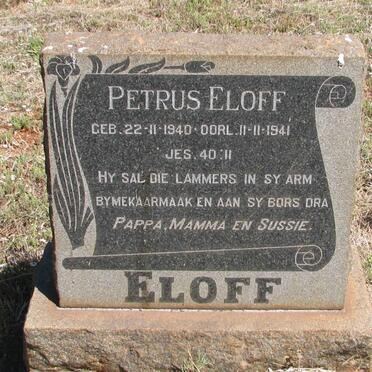 PETRUS ELOFF
GEB. 22-11-1940 - OORL. 11-11-1941
JES. 40:11
HY SAL DIE LAMMERS IN SY ARM
BYMEKAARMAAK EN AAN SY BORS DRA
PAPPA, MAMMA EN SUSSIE.
ELOFF